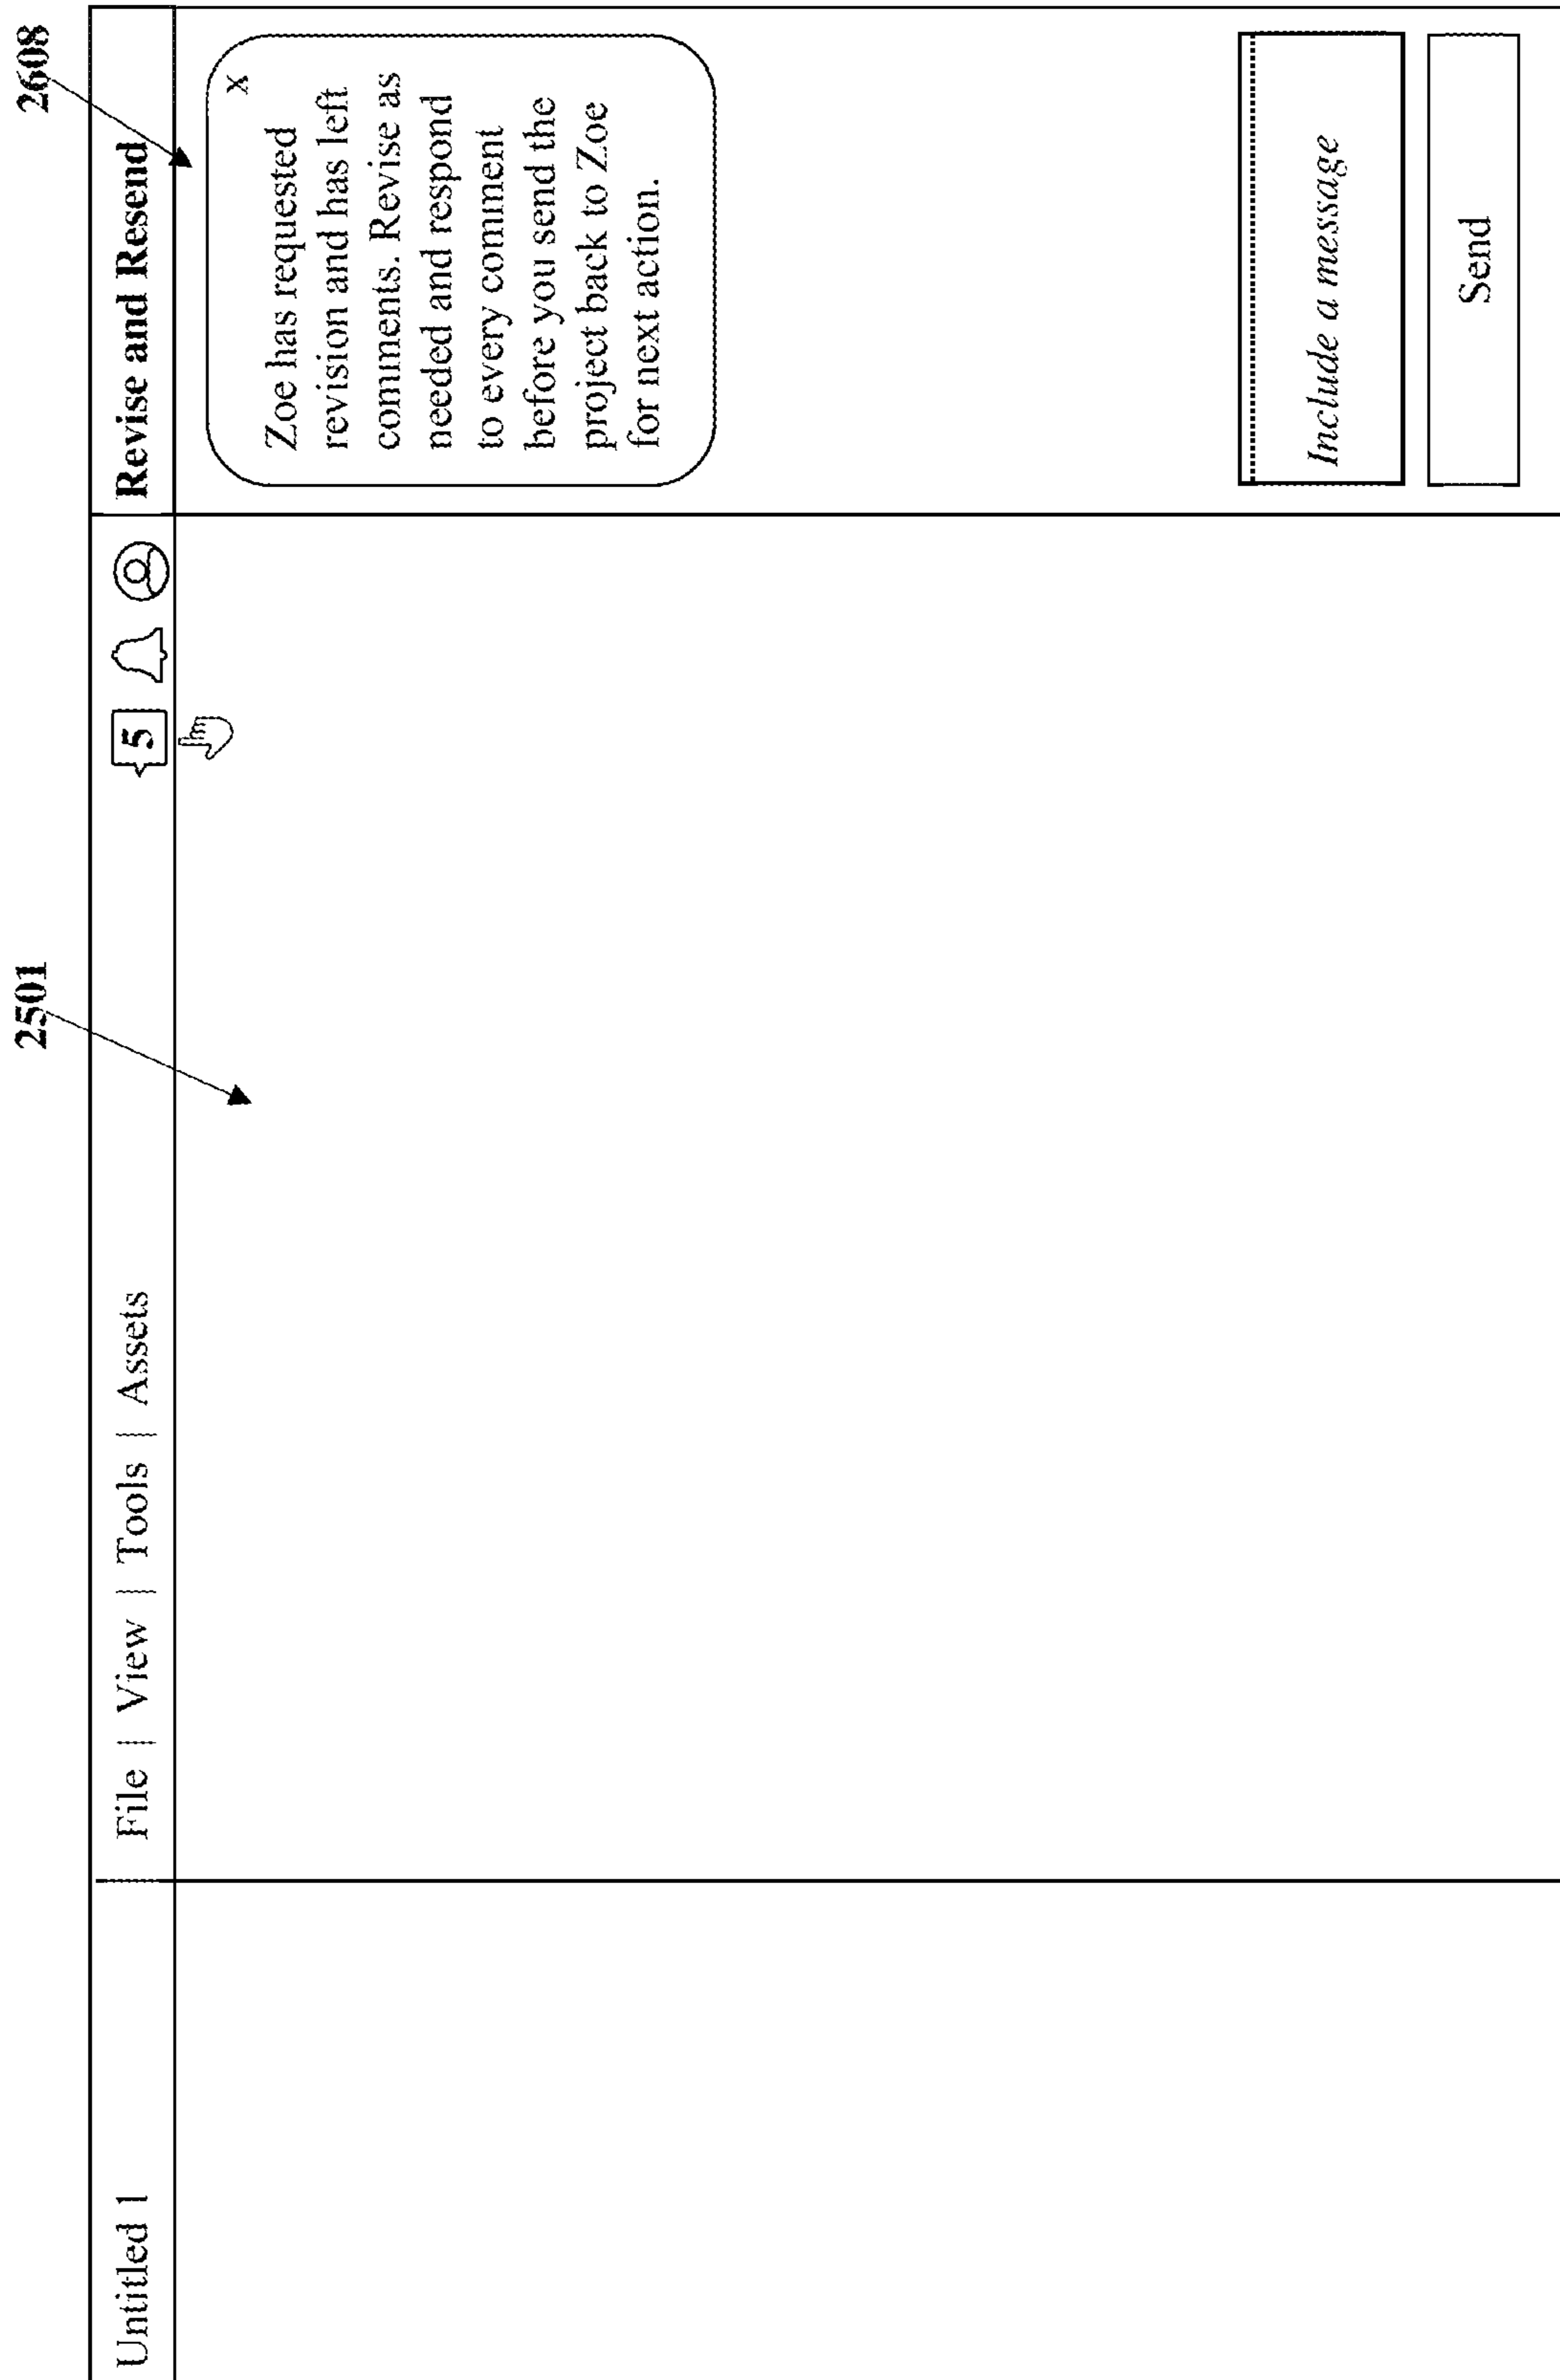 2501
2608
Untitled 1
File | View | Tools | Assets
5
Revise and Resend
x
Zoe has requested
revision and has left
comments. Revise as
needed and respond
to every comment
before you send the
project back to Zoe
for next action.
Include a message
Send